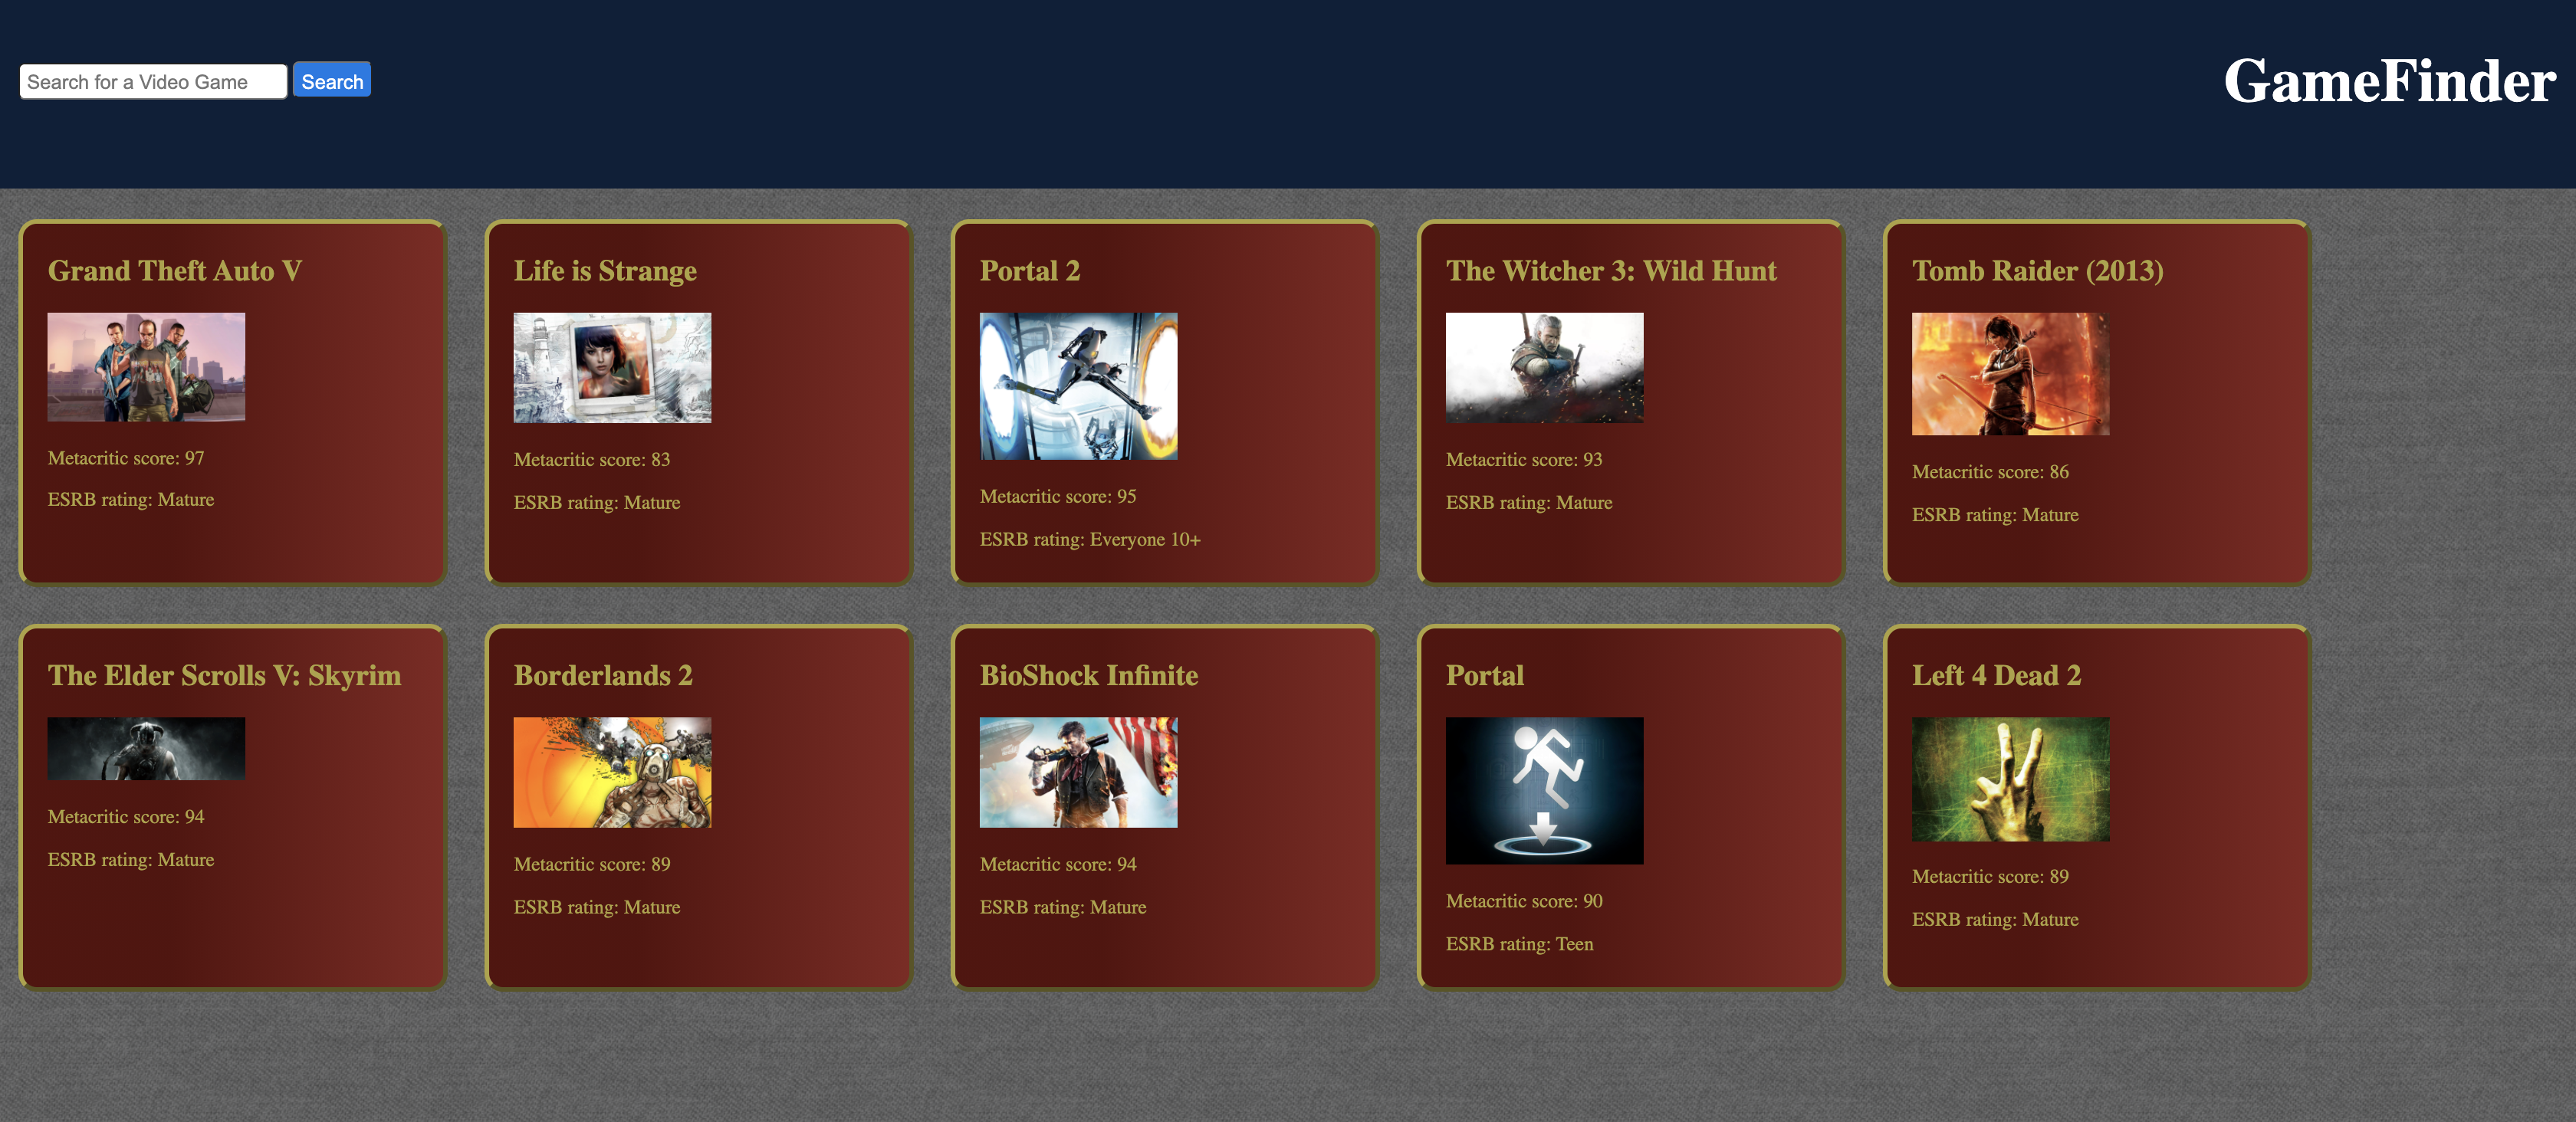 Search for a Video Game
Search
GameFinder
Grand Theft Auto V
Metacritic score: 97
ESRB rating: Mature
Life is Strange
Metacritic score: 83
ESRB rating: Mature
Portal 2
Metacritic score: 95
ESRB rating: Everyone 10+
The Witcher 3: Wild Hunt
Metacritic score: 93
ESRB rating: Mature
Tomb Raider (2013)
Metacritic score: 86
ESRB rating: Mature
The Elder Scrolls V: Skyrim
Metacritic score: 94
ESRB rating: Mature
Borderlands 2
Metacritic score: 89
ESRB rating: Mature
BioShock Infinite
Metacritic score: 94
ESRB rating: Mature
Portal
Metacritic score: 90
ESRB rating: Teen
Left 4 Dead 2
Metacritic score: 89
ESRB rating: Mature